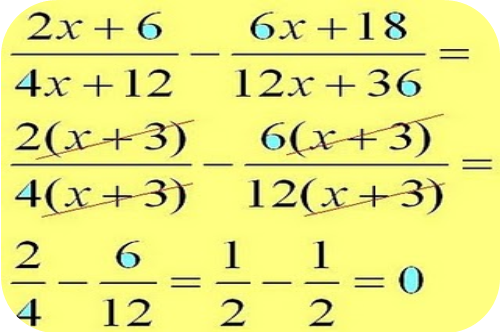 (2x + 6)/(4x + 12) − (6x + 18)/(12x + 36) =
2(x + 3)/4(x + 3) − 6(x + 3)/12(x + 3) =
2/4 − 6/12 = 1/2 − 1/2 = 0